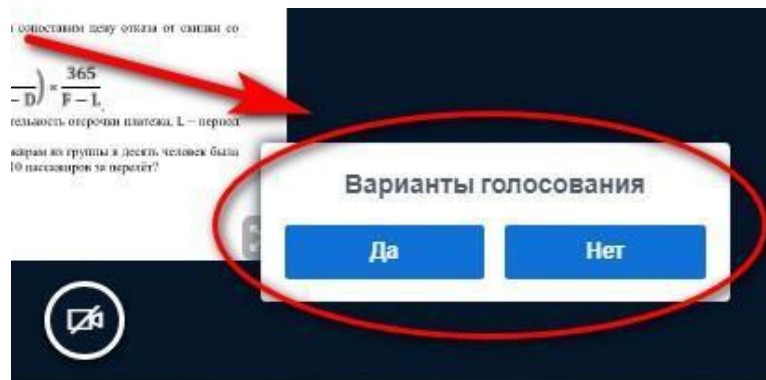 сопоставим цену отказа от скидки со
– D) × 365
F – L
тельность отсрочки платежа, L – период
жирам из группы в десять человек была
10 пассажиров за перелёт?
Варианты голосования
Да Нет